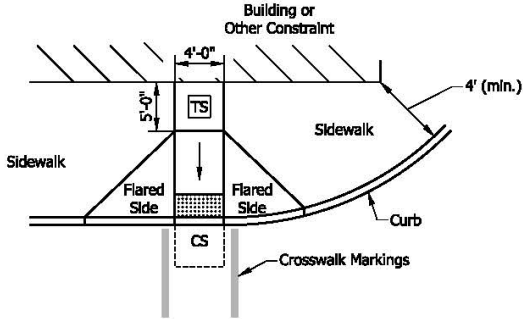 Building or
Other Constraint
4'-0"
5'-0"
TS
4' (min.)
Sidewalk
Sidewalk
Flared
Side
Flared
Side
Curb
CS
Crosswalk Markings